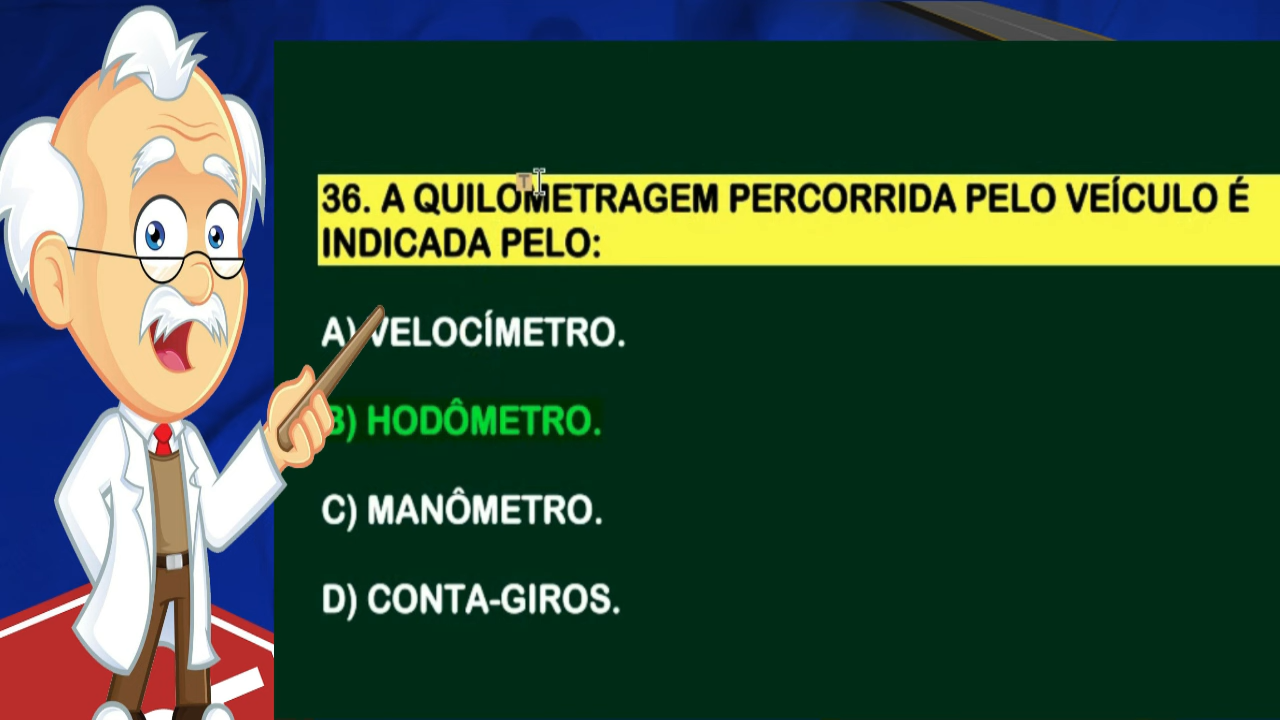 36. A QUILOMETRAGEM PERCORRIDA PELO VEÍCULO É
INDICADA PELO:
A) VELOCÍMETRO.
B) HODÔMETRO.
C) MANÔMETRO.
D) CONTA-GIROS.